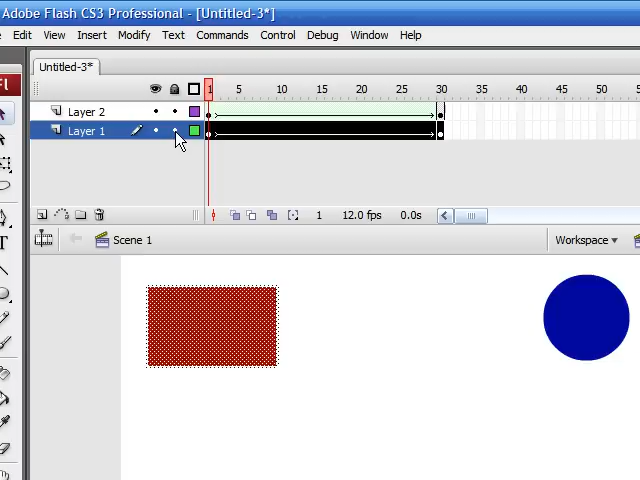 Adobe Flash CS3 Professional - [Untitled-3*]
Edit View Insert Modify Text Commands Control Debug Window Help
Untitled-3*
Fl
1 5 10 15 20 25 30 35 40 45 50
Layer 2
Layer 1
1 12.0 fps 0.0s
Scene 1 Workspace
T